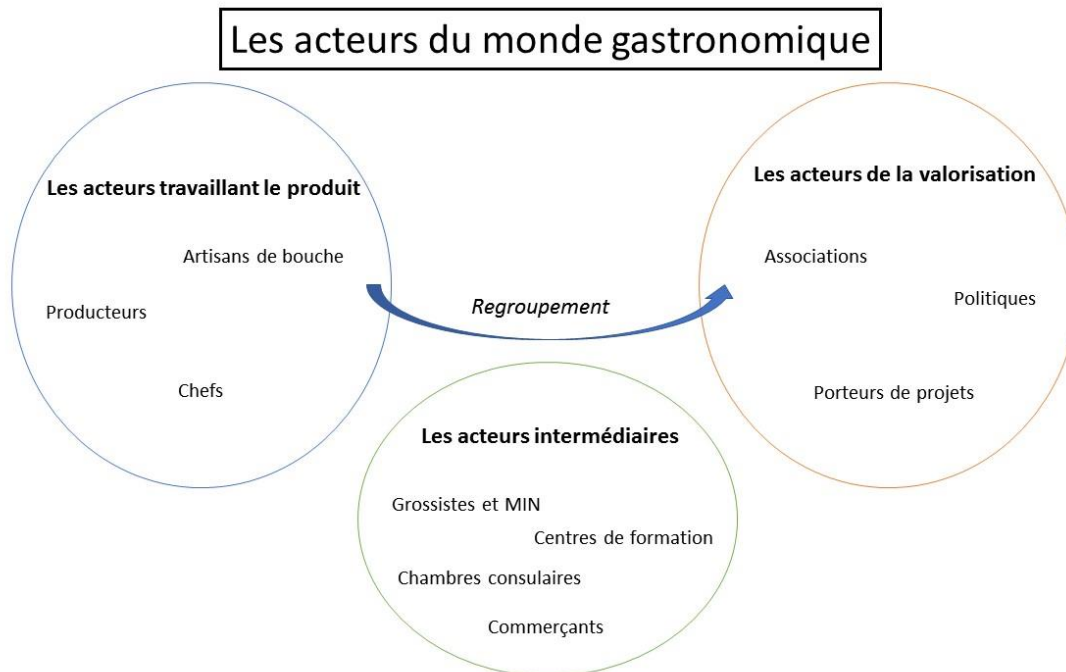 Les acteurs du monde gastronomique
Les acteurs travaillant le produit
Artisans de bouche
Producteurs
Chefs
Regroupement
Les acteurs de la valorisation
Associations
Politiques
Porteurs de projets
Les acteurs intermédiaires
Grossistes et MIN
Centres de formation
Chambres consulaires
Commerçants